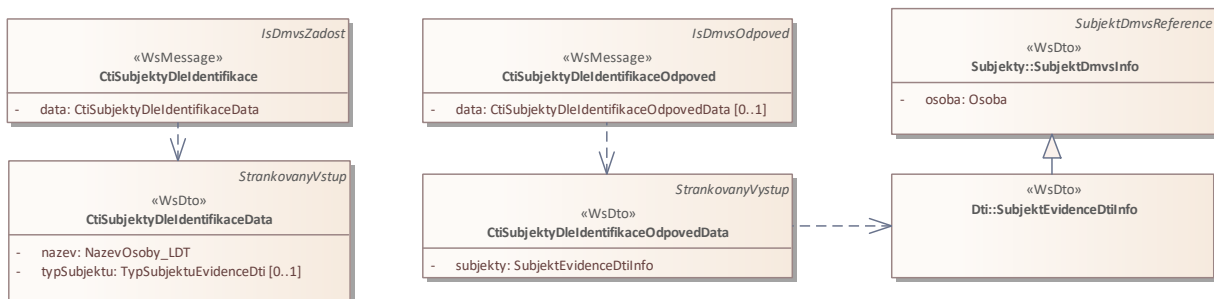 IsDmvsZadost
«WsMessage»
CtiSubjektyDleIdentifikace
- data: CtiSubjektyDleIdentifikaceData
StrankovanyVstup
«WsDto»
CtiSubjektyDleIdentifikaceData
- nazev: NazevOsoby_LDT
- typSubjektu: TypSubjektuEvidenceDti [0..1]
IsDmvsOdpoved
«WsMessage»
CtiSubjektyDleIdentifikaceOdpoved
- data: CtiSubjektyDleIdentifikaceOdpovedData [0..1]
StrankovanyVystup
«WsDto»
CtiSubjektyDleIdentifikaceOdpovedData
- subjekty: SubjektEvidenceDtiInfo
SubjektDmvsReference
«WsDto»
Subjekty::SubjektDmvsInfo
- osoba: Osoba
«WsDto»
Dti::SubjektEvidenceDtiInfo